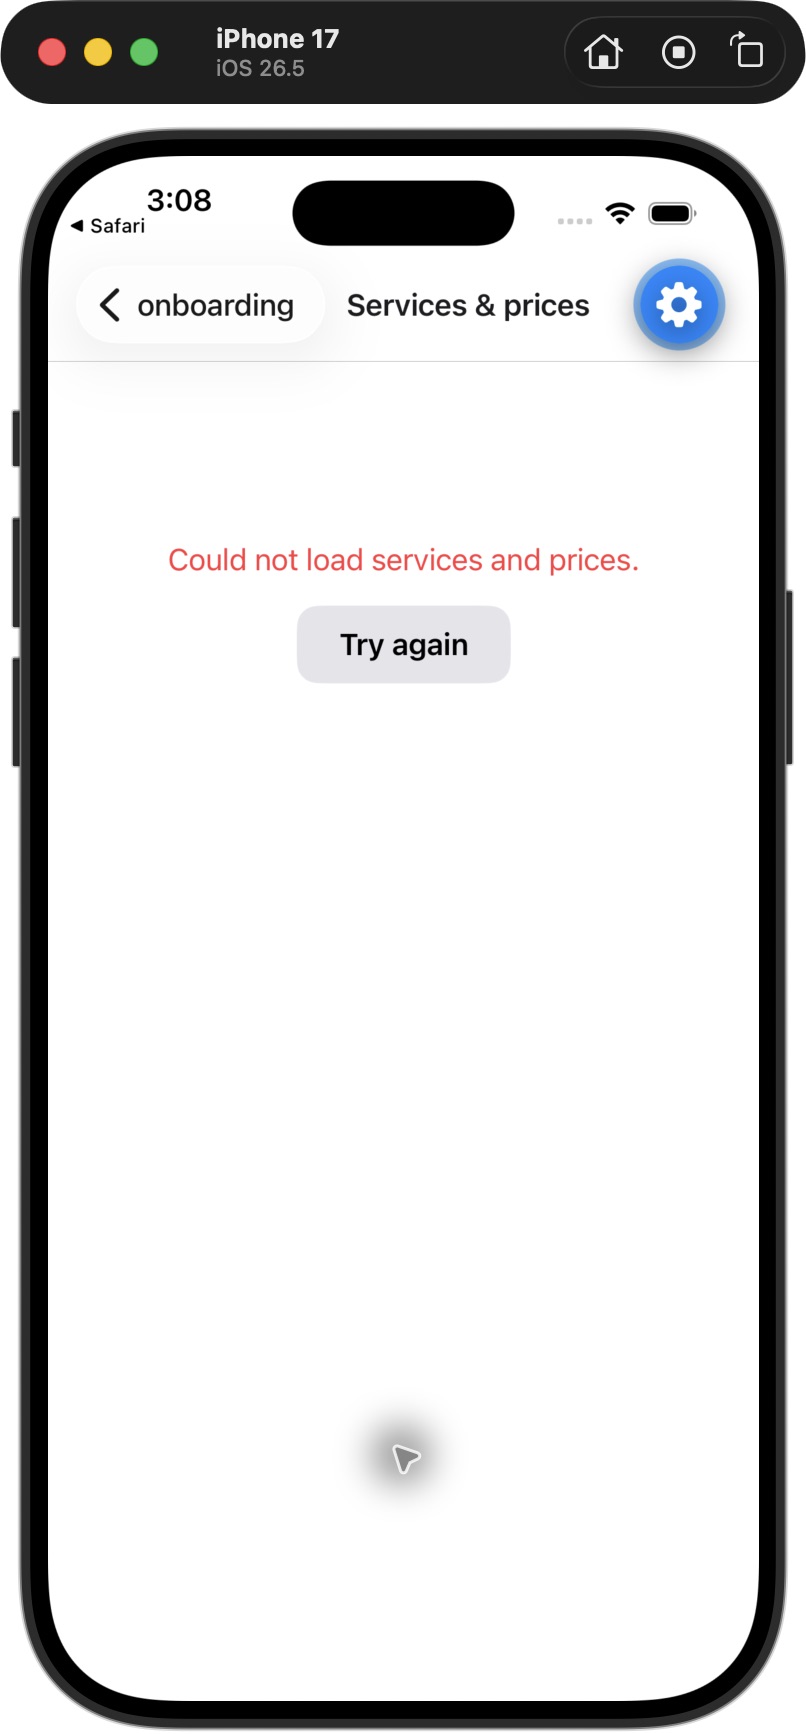 iPhone 17
iOS 26.5
3:08
◀ Safari
onboarding
Services & prices
Could not load services and prices.
Try again